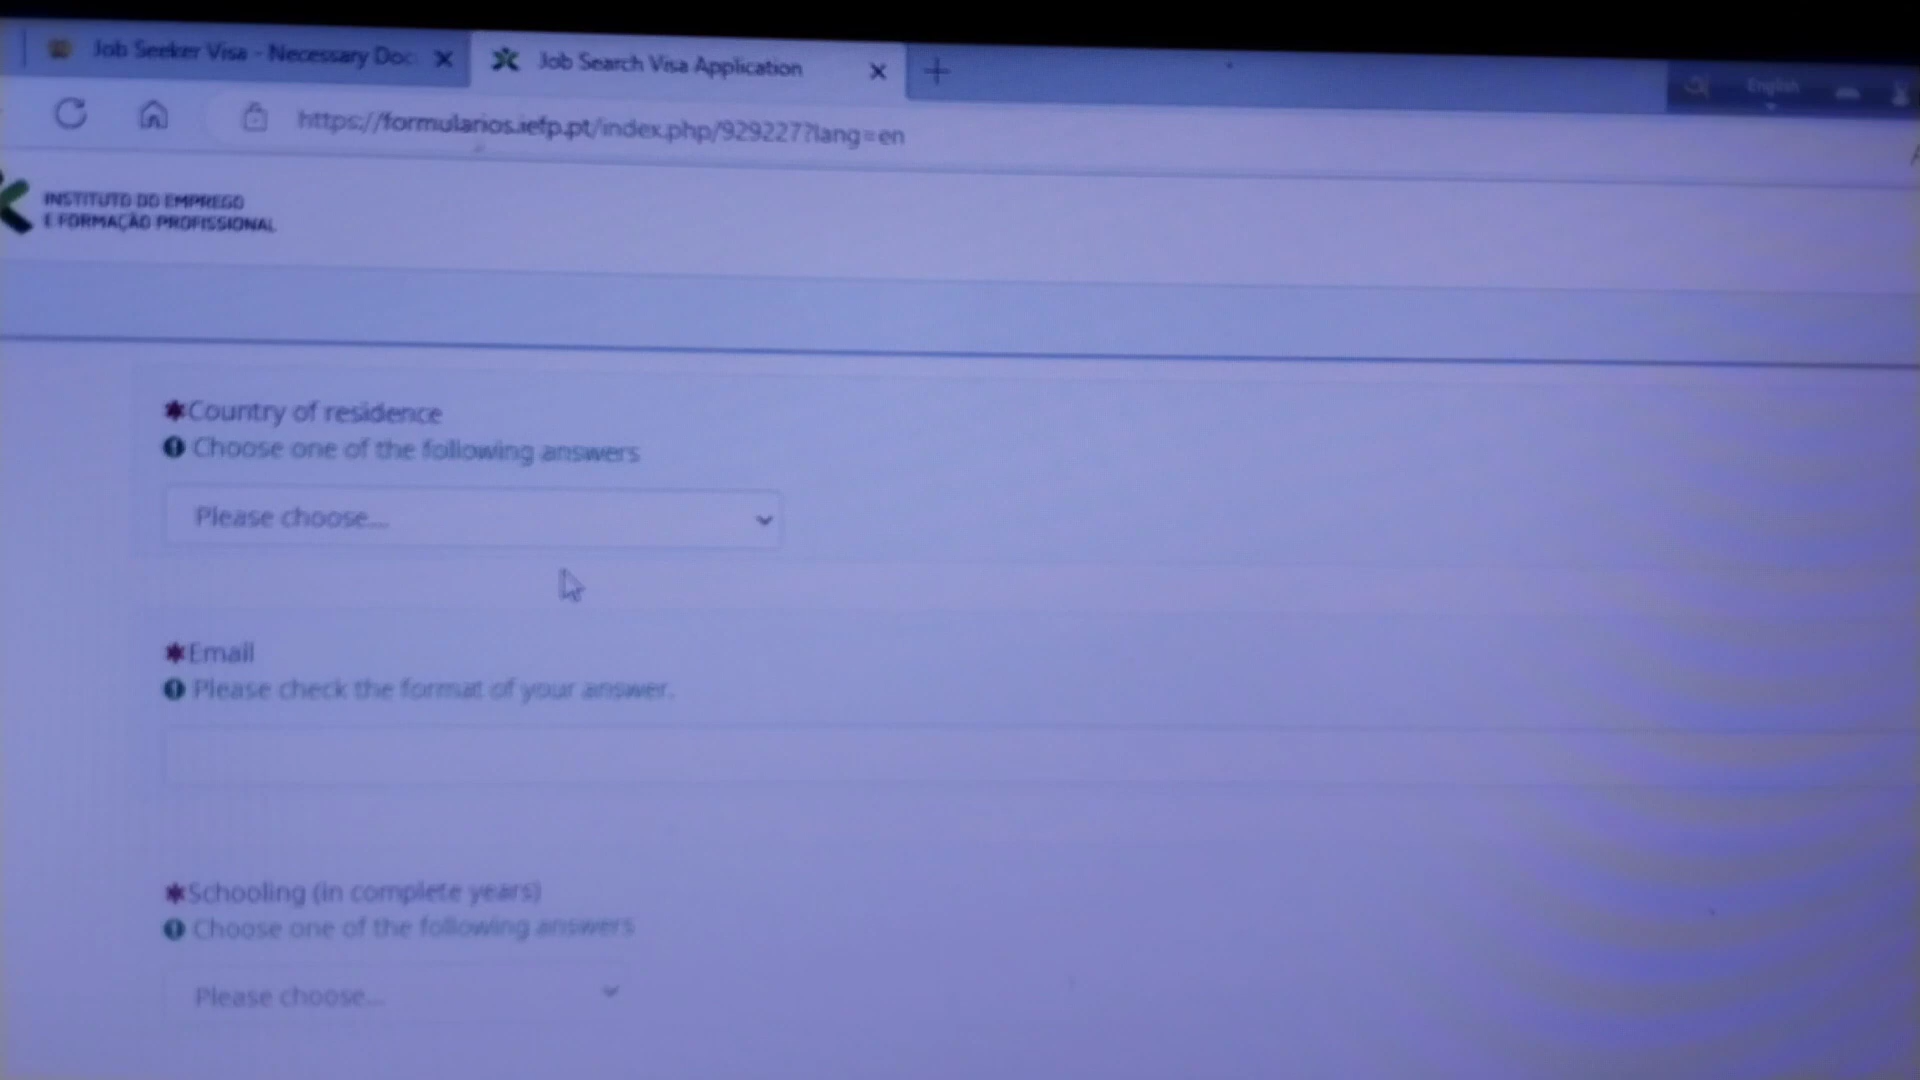 Job Seeker Visa - Necessary Doc
Job Search Visa Application
English
https://formularios.iefp.pt/index.php/929227?lang=en
INSTITUTO DO EMPREGO
E FORMAÇÃO PROFISSIONAL
*Country of residence
Choose one of the following answers
Please choose...
*Email
Please check the format of your answer.
*Schooling (in complete years)
Choose one of the following answers
Please choose...